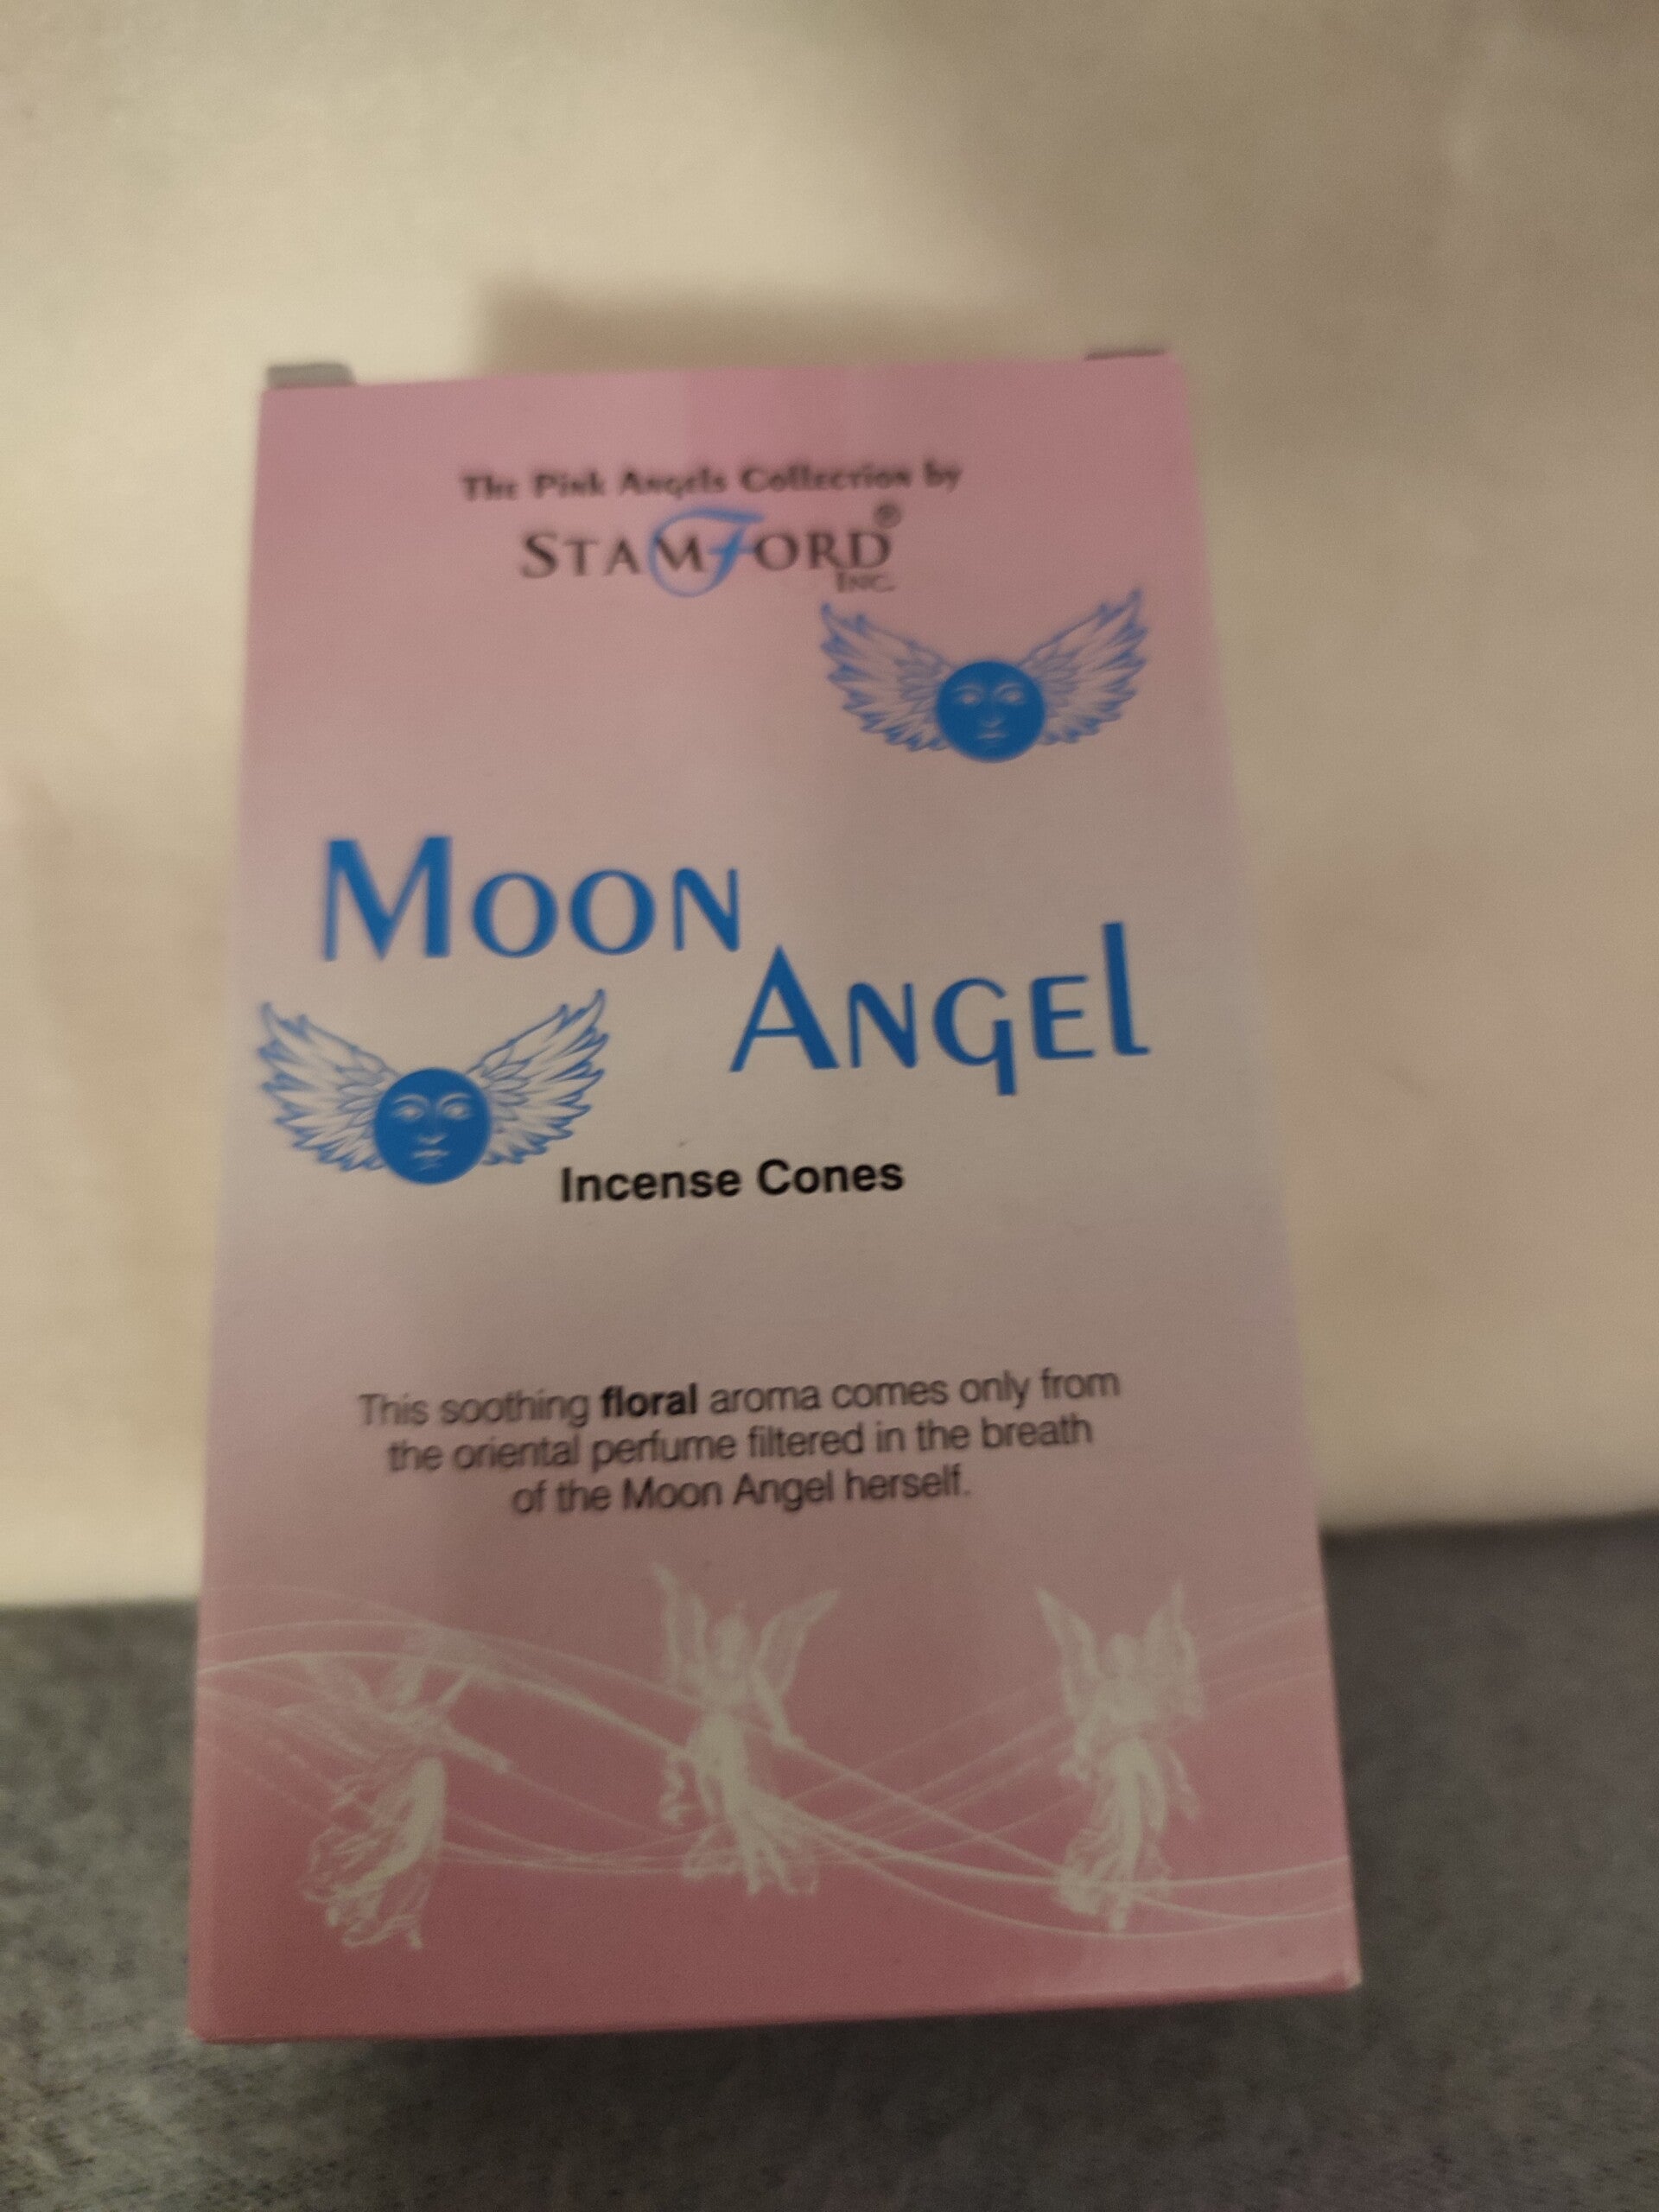 The Pink Angels Collection by
STAMFORD®
INC.
MOON
ANGEL
Incense Cones
This soothing floral aroma comes only from
the oriental perfume filtered in the breath
of the Moon Angel herself.